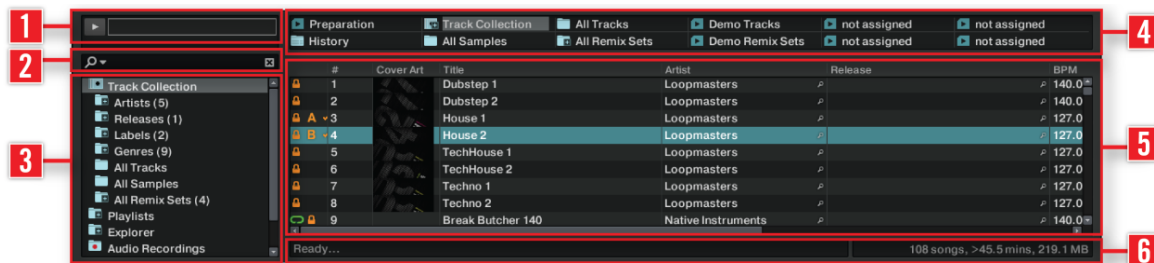 1
2
3
4
5
6
Preparation Track Collection All Tracks Demo Tracks not assigned not assigned
History All Samples All Remix Sets Demo Remix Sets not assigned not assigned
Track Collection
Artists (5)
Releases (1)
Labels (2)
Genres (9)
All Tracks
All Samples
All Remix Sets (4)
Playlists
Explorer
Audio Recordings
# Cover Art Title Artist Release BPM
1 Dubstep 1 Loopmasters 140.0
2 Dubstep 2 Loopmasters 140.0
A 3 House 1 Loopmasters 127.0
B 4 House 2 Loopmasters 127.0
5 TechHouse 1 Loopmasters 127.0
6 TechHouse 2 Loopmasters 127.0
7 Techno 1 Loopmasters 127.0
8 Techno 2 Loopmasters 127.0
9 Break Butcher 140 Native Instruments 140.0
Ready... 108 songs, >45.5 mins, 219.1 MB